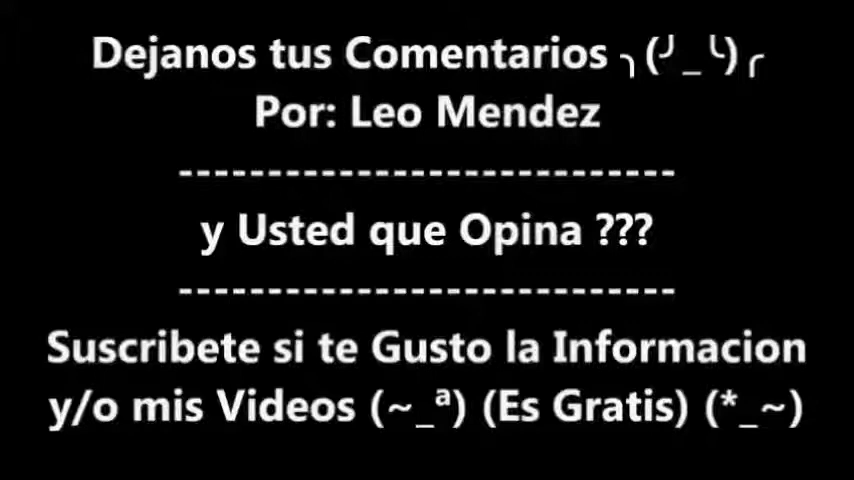 Dejanos tus Comentarios ╮(╯_╰)╭
Por: Leo Mendez
----------------------------
y Usted que Opina ???
----------------------------
Suscribete si te Gusto la Informacion
y/o mis Videos (~_ª) (Es Gratis) (*_~)